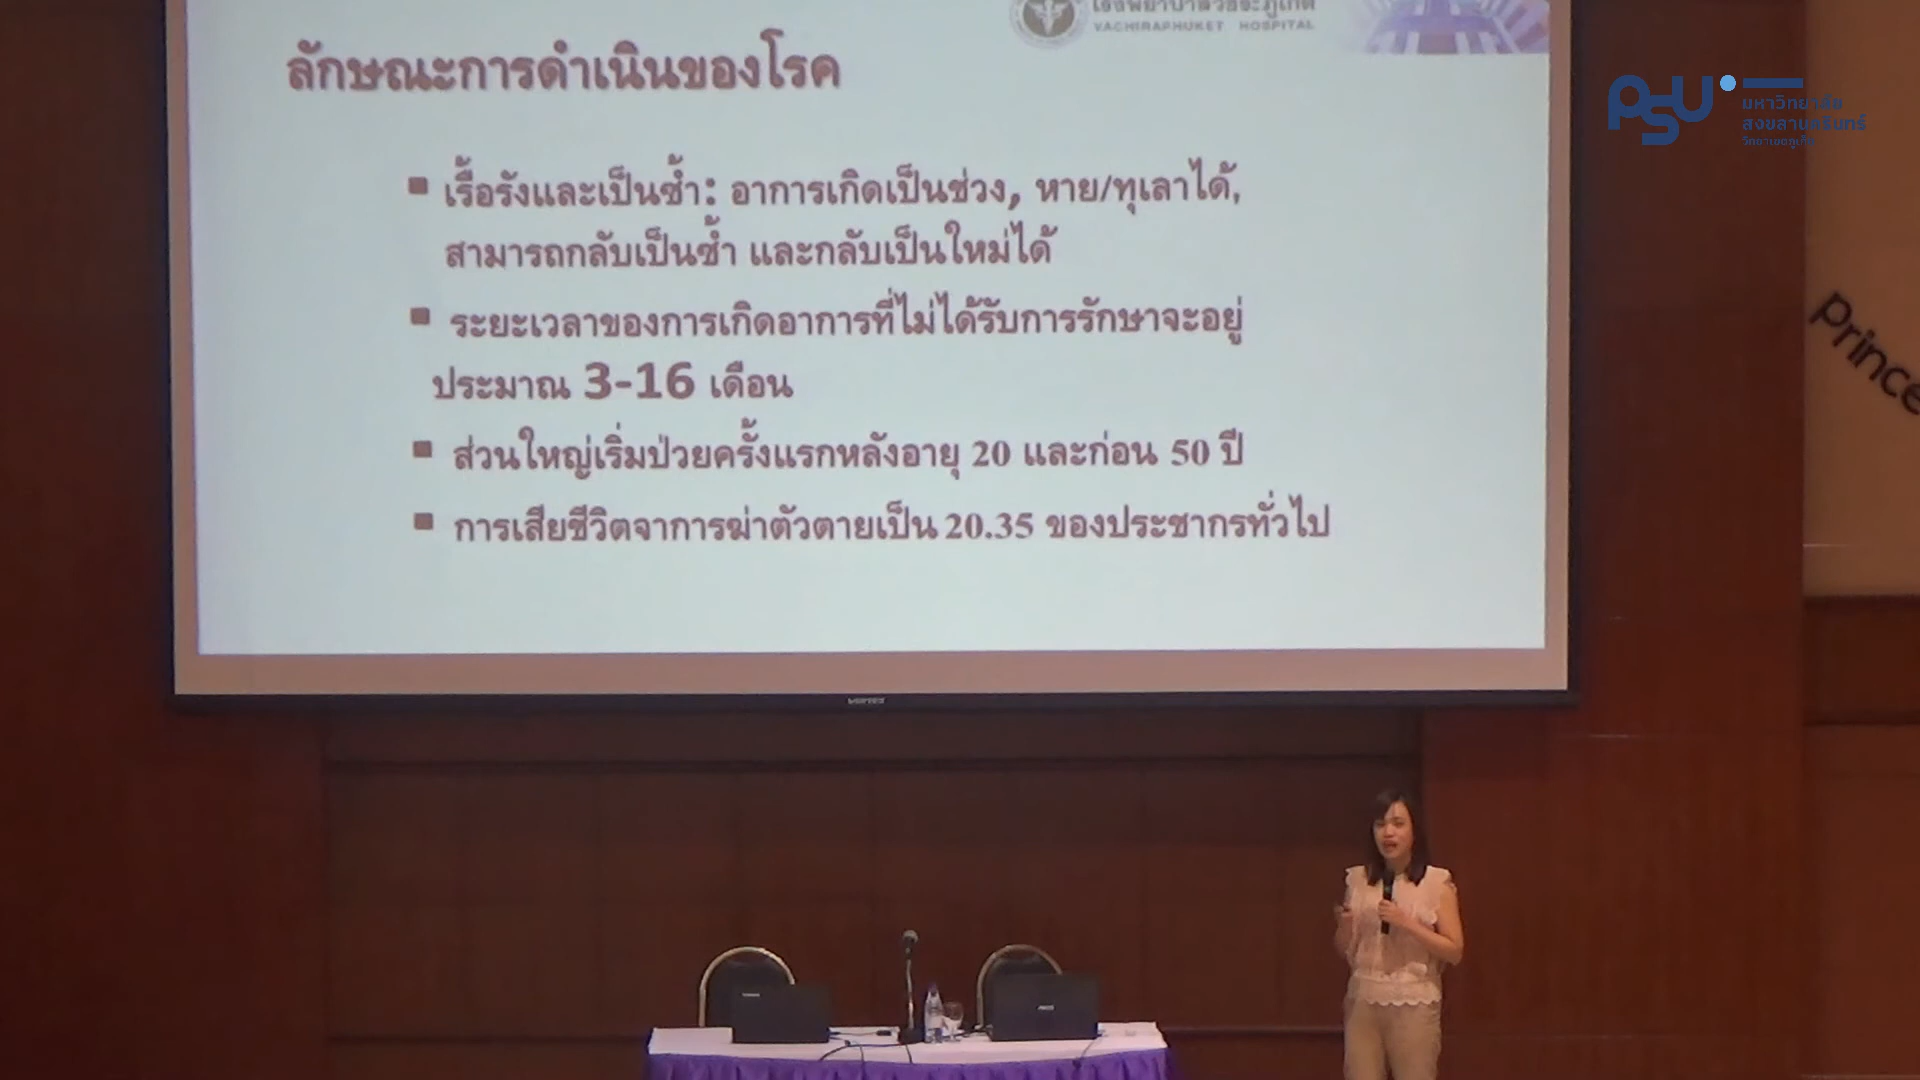 โรงพยาบาลวชิระภูเก็ต
VACHIRAPHUKET HOSPITAL
ลักษณะการดำเนินของโรค
▪ เรื้อรังและเป็นซ้ำ: อาการเกิดเป็นช่วง, หาย/ทุเลาได้,
สามารถกลับเป็นซ้ำ และกลับเป็นใหม่ได้
▪ ระยะเวลาของการเกิดอาการที่ไม่ได้รับการรักษาจะอยู่
ประมาณ 3-16 เดือน
▪ ส่วนใหญ่เริ่มป่วยครั้งแรกหลังอายุ 20 และก่อน 50 ปี
▪ การเสียชีวิตจาการฆ่าตัวตายเป็น 20.35 ของประชากรทั่วไป
PSU
มหาวิทยาลัย
สงขลานครินทร์
วิทยาเขตภูเก็ต
Prince